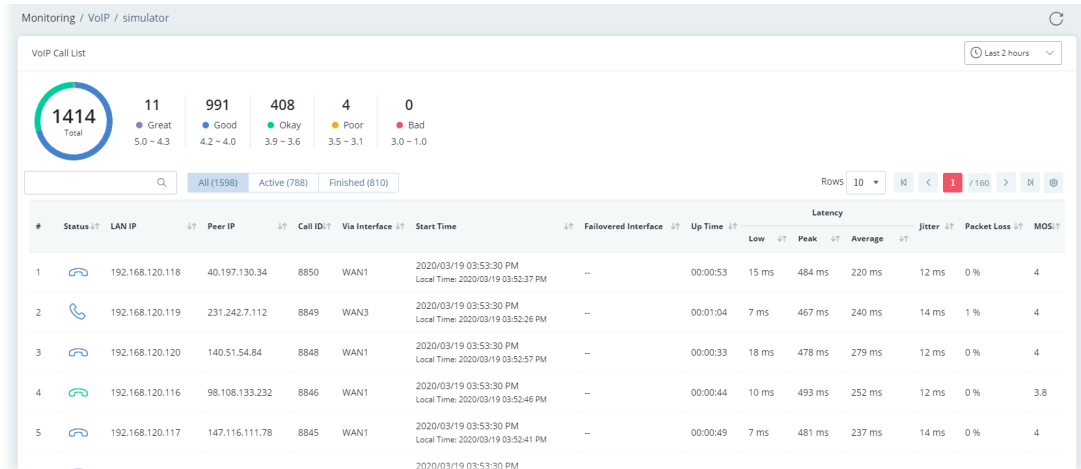 Monitoring / VoIP / simulator
VoIP Call List
Last 2 hours
1414
Total
11
Great
5.0 ~ 4.3
991
Good
4.2 ~ 4.0
408
Okay
3.9 ~ 3.6
4
Poor
3.5 ~ 3.1
0
Bad
3.0 ~ 1.0
All (1598) Active (788) Finished (810)
Rows 10 1 / 160
Latency
# Status LAN IP Peer IP Call ID Via Interface Start Time Failovered Interface Up Time Jitter Packet Loss MOS
Low Peak Average
1 192.168.120.118 40.197.130.34 8850 WAN1 2020/03/19 03:53:30 PM -- 00:00:53 15 ms 484 ms 220 ms 12 ms 0 % 4
Local Time: 2020/03/19 03:52:37 PM
2 192.168.120.119 231.242.7.112 8849 WAN3 2020/03/19 03:53:30 PM -- 00:01:04 7 ms 467 ms 240 ms 14 ms 1 % 4
Local Time: 2020/03/19 03:52:26 PM
3 192.168.120.120 140.51.54.84 8848 WAN1 2020/03/19 03:53:30 PM -- 00:00:33 18 ms 478 ms 279 ms 12 ms 0 % 4
Local Time: 2020/03/19 03:52:57 PM
4 192.168.120.116 98.108.133.232 8846 WAN1 2020/03/19 03:53:30 PM -- 00:00:44 10 ms 493 ms 252 ms 12 ms 0 % 3.8
Local Time: 2020/03/19 03:52:46 PM
5 192.168.120.117 147.116.111.78 8845 WAN1 2020/03/19 03:53:30 PM -- 00:00:49 7 ms 481 ms 237 ms 14 ms 0 % 4
Local Time: 2020/03/19 03:52:41 PM
2020/03/19 03:53:30 PM